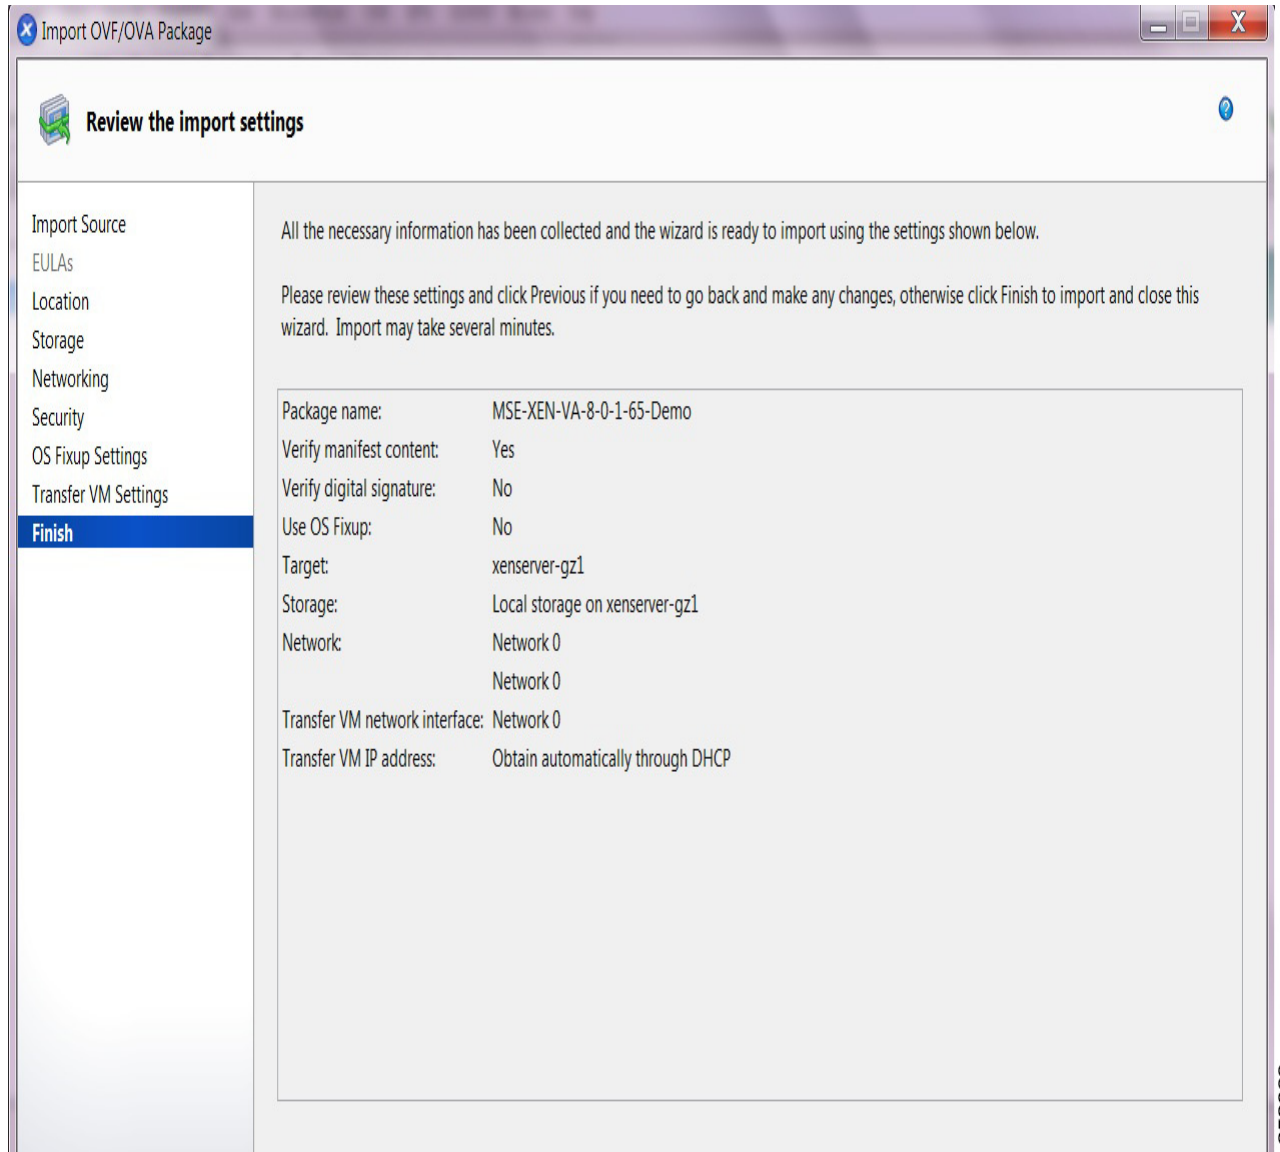 Import OVF/OVA Package
Review the import settings
Import Source
EULAs
Location
Storage
Networking
Security
OS Fixup Settings
Transfer VM Settings
Finish
All the necessary information has been collected and the wizard is ready to import using the settings shown below.
Please review these settings and click Previous if you need to go back and make any changes, otherwise click Finish to import and close this
wizard. Import may take several minutes.
Package name: MSE-XEN-VA-8-0-1-65-Demo
Verify manifest content: Yes
Verify digital signature: No
Use OS Fixup: No
Target: xenserver-gz1
Storage: Local storage on xenserver-gz1
Network: Network 0
Network 0
Transfer VM network interface: Network 0
Transfer VM IP address: Obtain automatically through DHCP